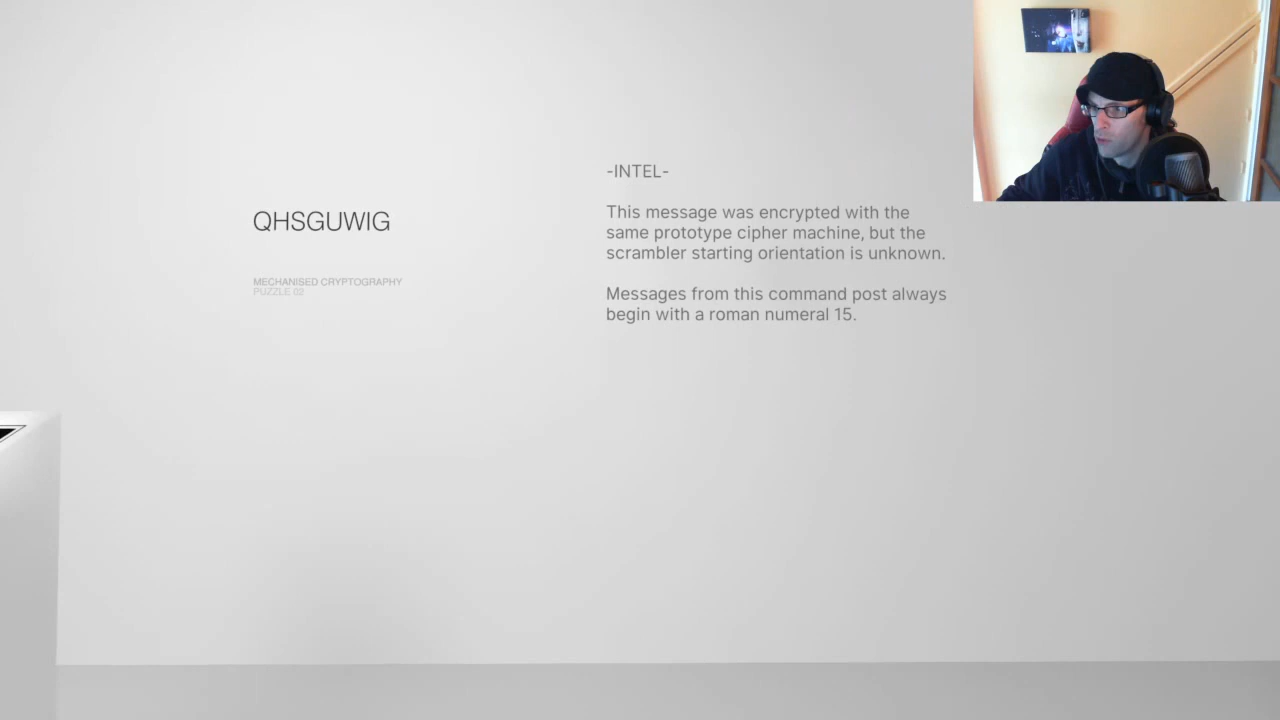 QHSGUWIG
MECHANISED CRYPTOGRAPHY
PUZZLE 02
-INTEL-
This message was encrypted with the
same prototype cipher machine, but the
scrambler starting orientation is unknown.
Messages from this command post always
begin with a roman numeral 15.